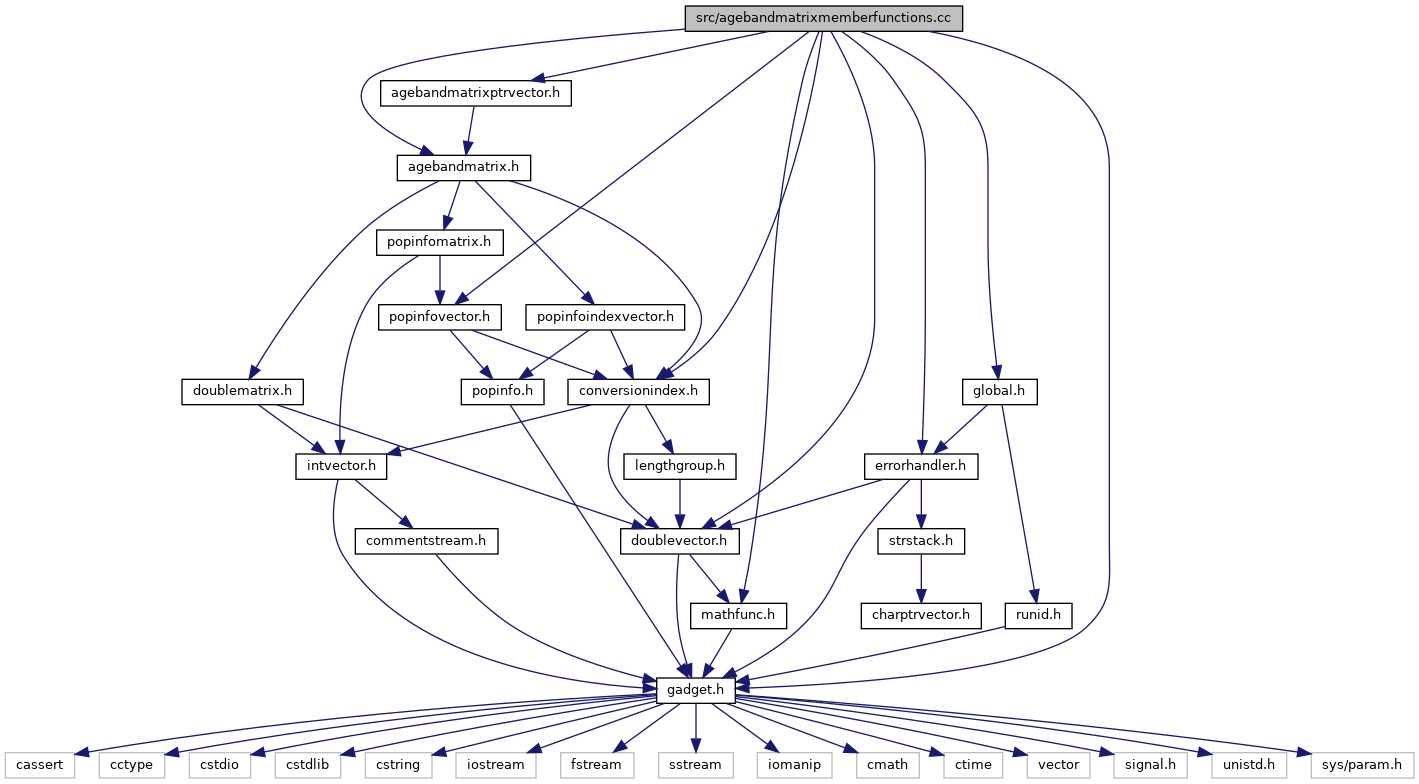 src/agebandmatrixmemberfunctions.cc
agebandmatrixptrvector.h
agebandmatrix.h
popinfomatrix.h
popinfovector.h
popinfoindexvector.h
doublematrix.h
popinfo.h
conversionindex.h
global.h
intvector.h
lengthgroup.h
errorhandler.h
commentstream.h
doublevector.h
strstack.h
mathfunc.h
charptrvector.h
runid.h
gadget.h
cassert
cctype
cstdio
cstdlib
cstring
iostream
fstream
sstream
iomanip
cmath
ctime
vector
signal.h
unistd.h
sys/param.h